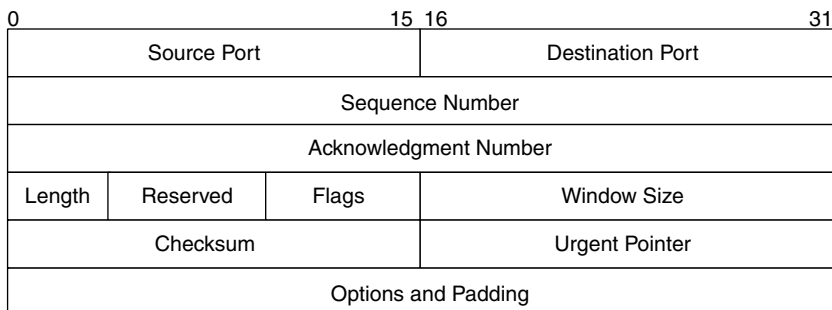 0 15 16 31
Source Port Destination Port
Sequence Number
Acknowledgment Number
Length Reserved Flags Window Size
Checksum Urgent Pointer
Options and Padding